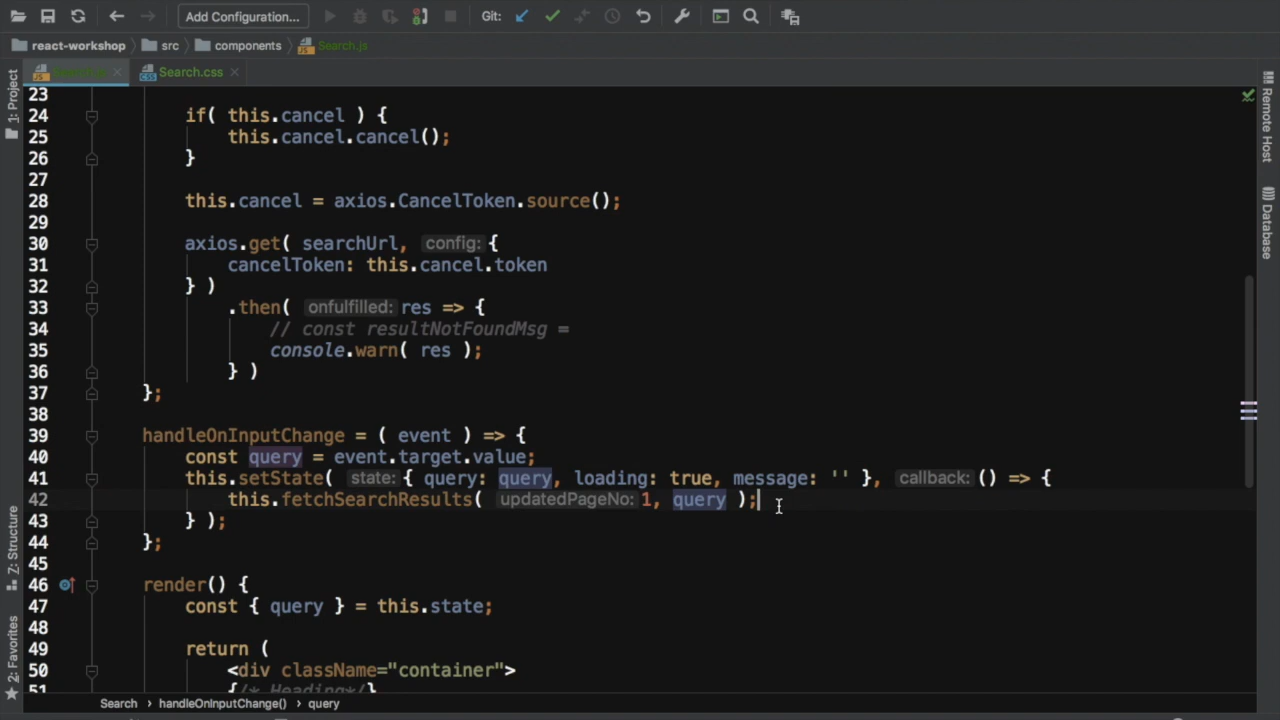 Add Configuration...
Git:
react-workshop
src
components
Search.js
Search.css
1: Project
Remote Host
Database
Z: Structure
2: Favorites
23
24 if( this.cancel ) {
25 this.cancel.cancel();
26 }
27
28 this.cancel = axios.CancelToken.source();
29
30 axios.get( searchUrl, config: {
31 cancelToken: this.cancel.token
32 } )
33 .then( onfulfilled: res => {
34 // const resultNotFoundMsg =
35 console.warn( res );
36 } )
37 };
38
39 handleOnInputChange = ( event ) => {
40 const query = event.target.value;
41 this.setState( state: { query: query, loading: true, message: '' }, callback: () => {
42 this.fetchSearchResults( updatedPageNo: 1, query );
43 } );
44 };
45
46 render() {
47 const { query } = this.state;
48
49 return (
50 <div className="container">
51 {/* Heading*/}
Search › handleOnInputChange() › query